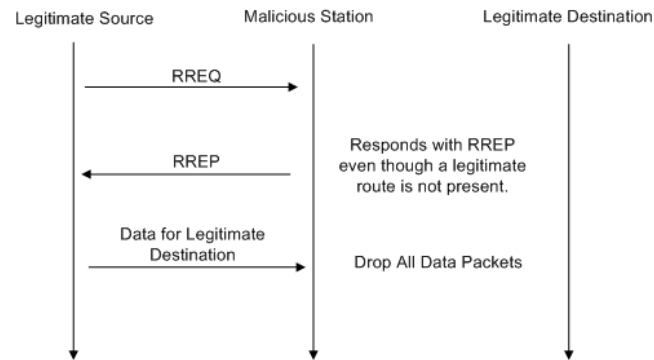 Legitimate Source
Malicious Station
Legitimate Destination
RREQ
Responds with RREP
even though a legitimate
route is not present.
RREP
Data for Legitimate
Destination
Drop All Data Packets